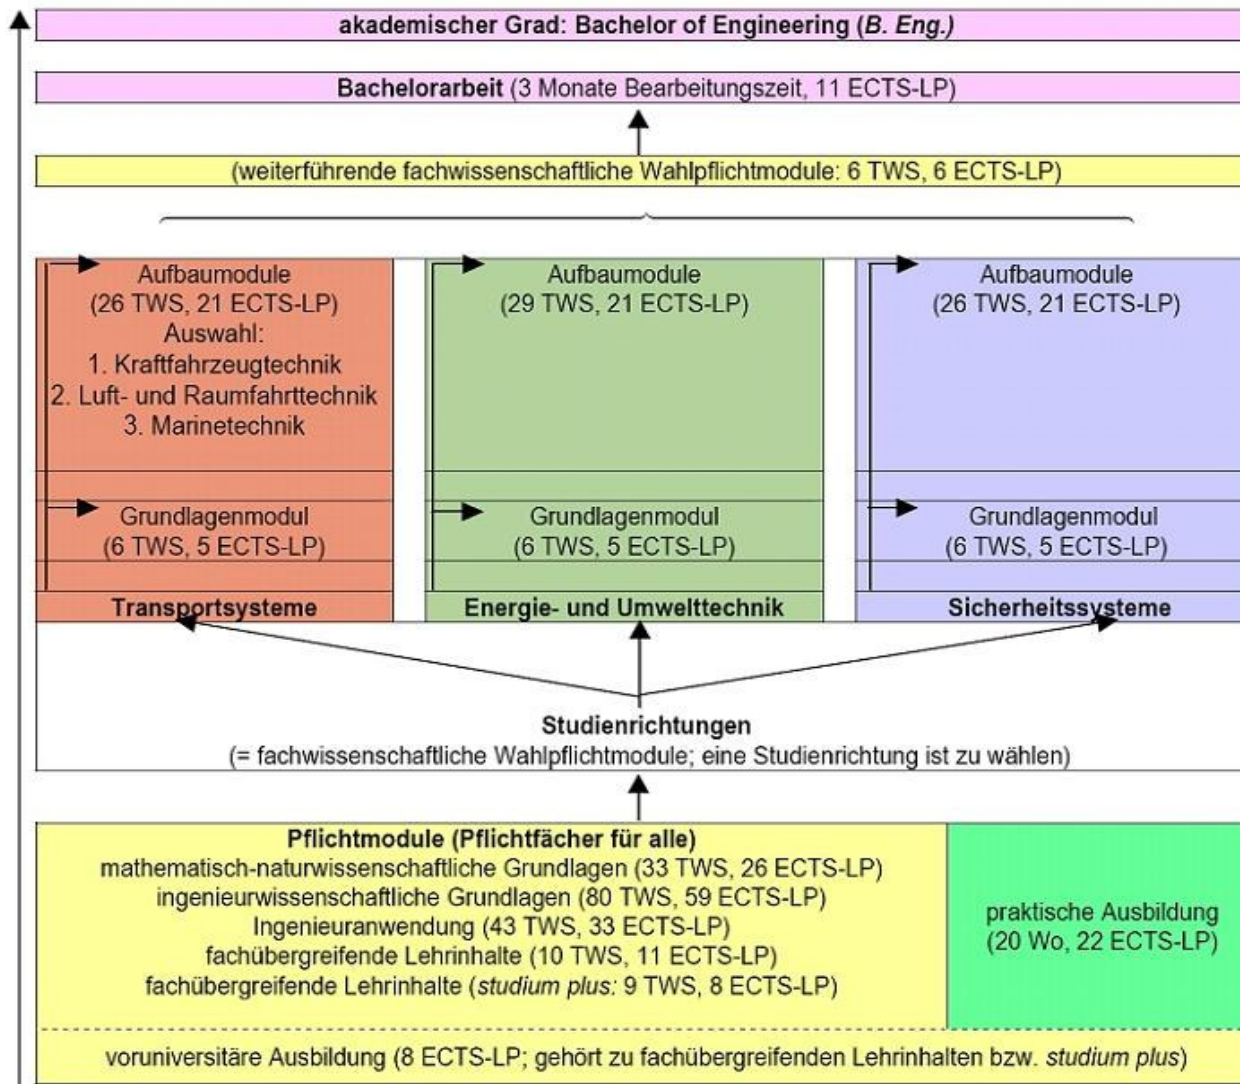 akademischer Grad: Bachelor of Engineering (B. Eng.)
Bachelorarbeit (3 Monate Bearbeitungszeit, 11 ECTS-LP)
(weiterführende fachwissenschaftliche Wahlpflichtmodule: 6 TWS, 6 ECTS-LP)
Aufbaumodule
(26 TWS, 21 ECTS-LP)
Auswahl:
1. Kraftfahrzeugtechnik
2. Luft- und Raumfahrttechnik
3. Marinetechnik
Grundlagenmodul
(6 TWS, 5 ECTS-LP)
Transportsysteme
Aufbaumodule
(29 TWS, 21 ECTS-LP)
Grundlagenmodul
(6 TWS, 5 ECTS-LP)
Energie- und Umwelttechnik
Aufbaumodule
(26 TWS, 21 ECTS-LP)
Grundlagenmodul
(6 TWS, 5 ECTS-LP)
Sicherheitssysteme
Studienrichtungen
(= fachwissenschaftliche Wahlpflichtmodule; eine Studienrichtung ist zu wählen)
Pflichtmodule (Pflichtfächer für alle)
mathematisch-naturwissenschaftliche Grundlagen (33 TWS, 26 ECTS-LP)
ingenieurwissenschaftliche Grundlagen (80 TWS, 59 ECTS-LP)
Ingenieuranwendung (43 TWS, 33 ECTS-LP)
fachübergreifende Lehrinhalte (10 TWS, 11 ECTS-LP)
fachübergreifende Lehrinhalte (studium plus: 9 TWS, 8 ECTS-LP)
praktische Ausbildung
(20 Wo, 22 ECTS-LP)
voruniversitäre Ausbildung (8 ECTS-LP; gehört zu fachübergreifenden Lehrinhalten bzw. studium plus)